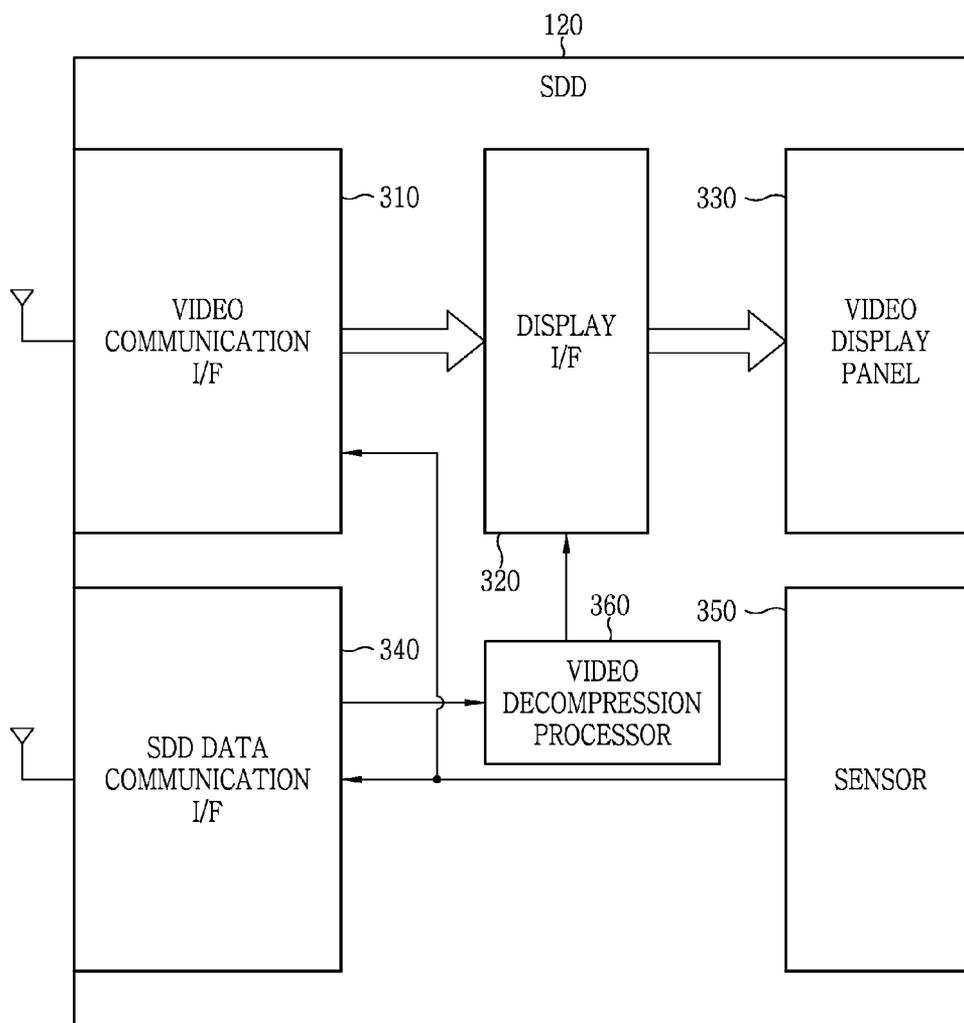 120
SDD
310
330
VIDEO
COMMUNICATION
I/F
DISPLAY
I/F
VIDEO
DISPLAY
PANEL
320
360
350
340
VIDEO
DECOMPRESSION
PROCESSOR
SDD DATA
COMMUNICATION
I/F
SENSOR